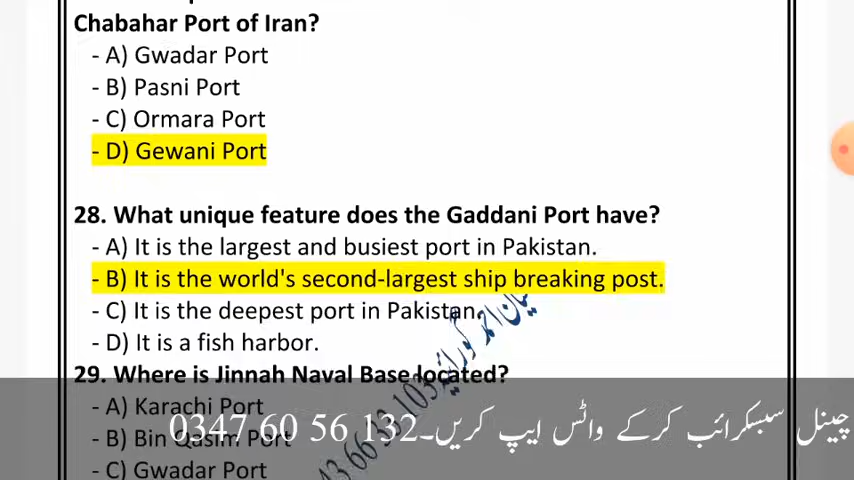 Chabahar Port of Iran?
- A) Gwadar Port
- B) Pasni Port
- C) Ormara Port
- D) Gewani Port
28. What unique feature does the Gaddani Port have?
- A) It is the largest and busiest port in Pakistan.
- B) It is the world's second-largest ship breaking post.
- C) It is the deepest port in Pakistan.
- D) It is a fish harbor.
29. Where is Jinnah Naval Base located?
- A) Karachi Port
- B) Bin Qasim Port
- C) Gwadar Port
چینل سبسکرائب کرکے واٹس ایپ کریں۔132 56 60 0347